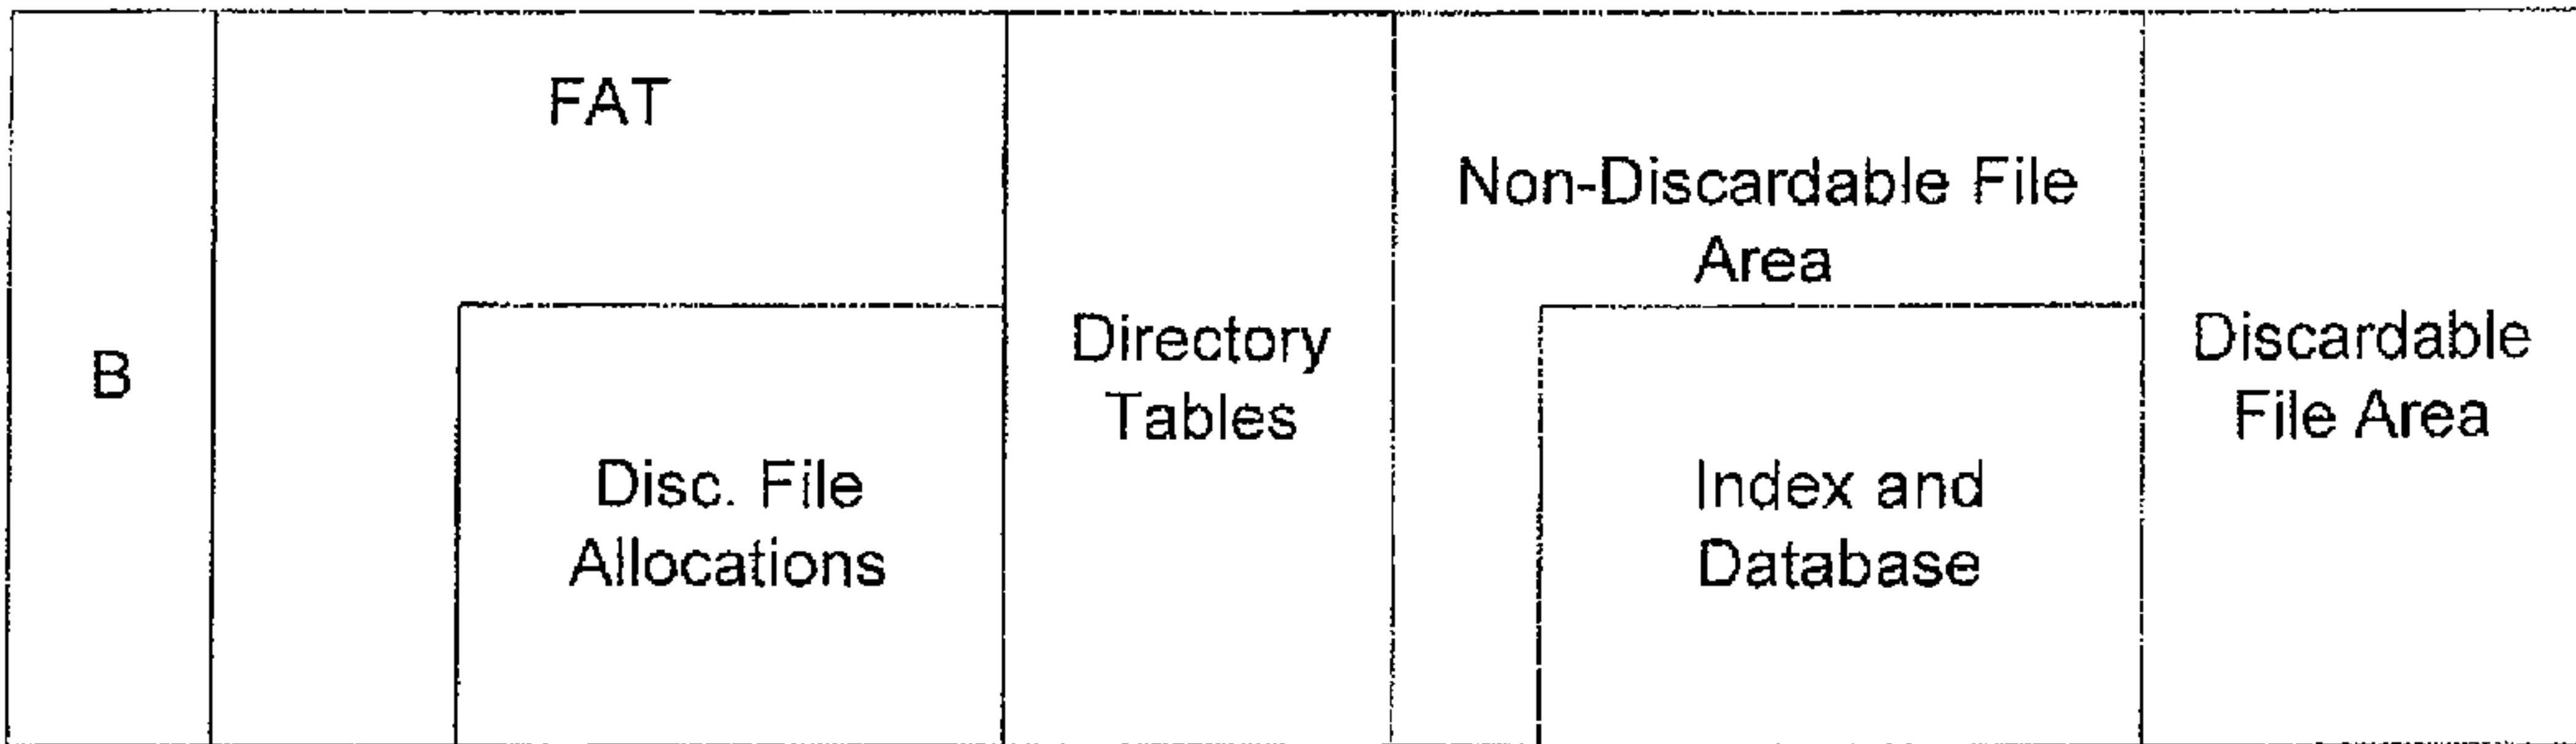 B
FAT
Disc. File
Allocations
Directory
Tables
Non-Discardable File
Area
Index and
Database
Discardable
File Area